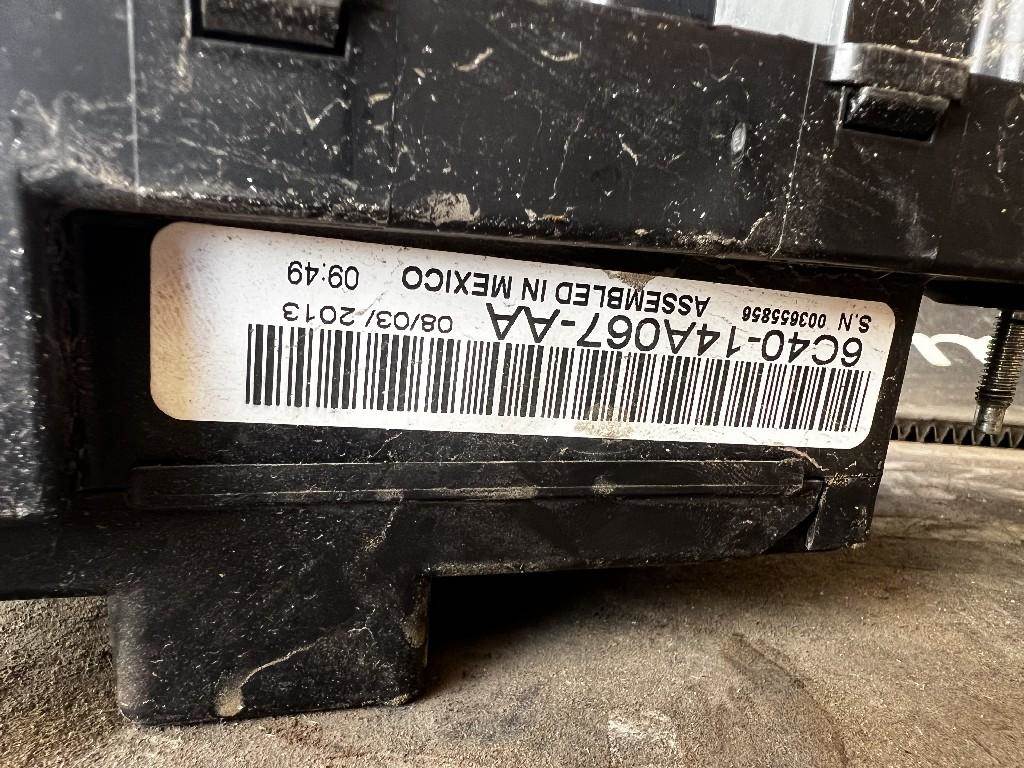 6C40-14A067-AA 08/03/2013
S.N 003655856 ASSEMBLED IN MEXICO 09:49